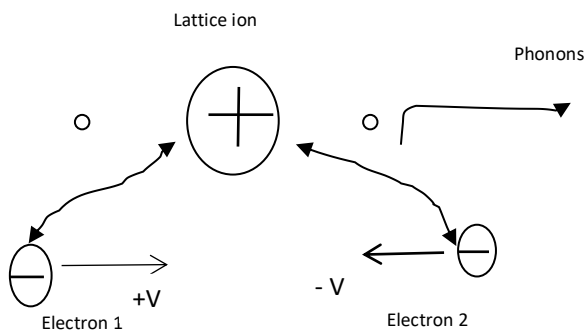 Lattice ion
Phonons
+V
- V
Electron 1
Electron 2